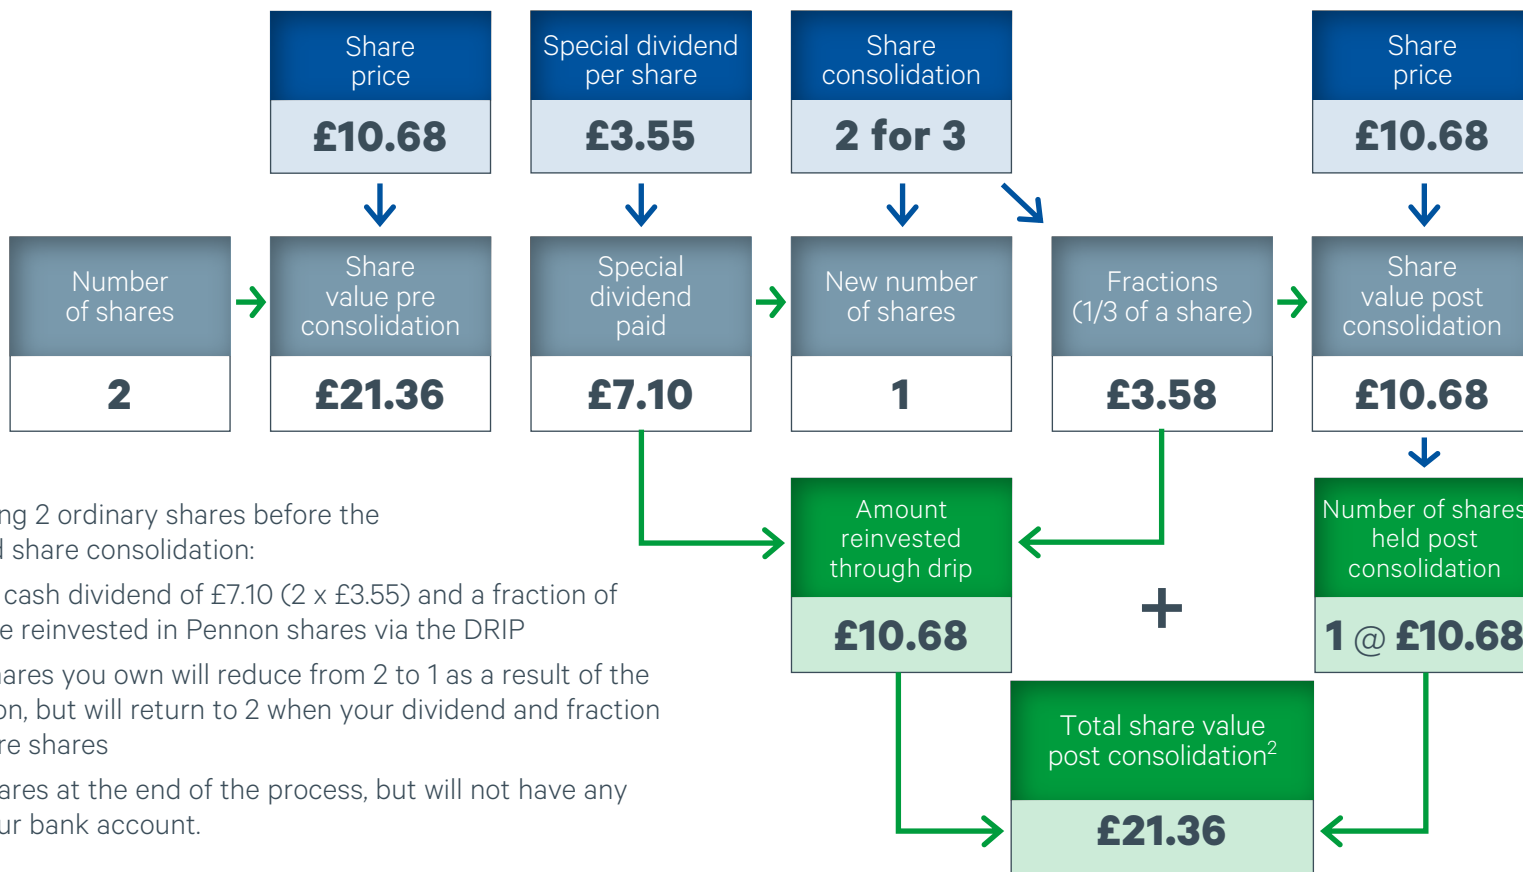 Share
price
£10.68
Special dividend
per share
£3.55
Share
consolidation
2 for 3
Share
price
£10.68
Number
of shares
2
Share
value pre
consolidation
£21.36
Special
dividend
paid
£7.10
New number
of shares
1
Fractions
(1/3 of a share)
£3.58
Share
value post
consolidation
£10.68
Amount
reinvested
through drip
£10.68
+
Number of shares
held post
consolidation
1 @ £10.68
Total share value
post consolidation2
£21.36
ng 2 ordinary shares before the
d share consolidation:
cash dividend of £7.10 (2 x £3.55) and a fraction of
e reinvested in Pennon shares via the DRIP
ares you own will reduce from 2 to 1 as a result of the
on, but will return to 2 when your dividend and fraction
re shares
ares at the end of the process, but will not have any
ur bank account.